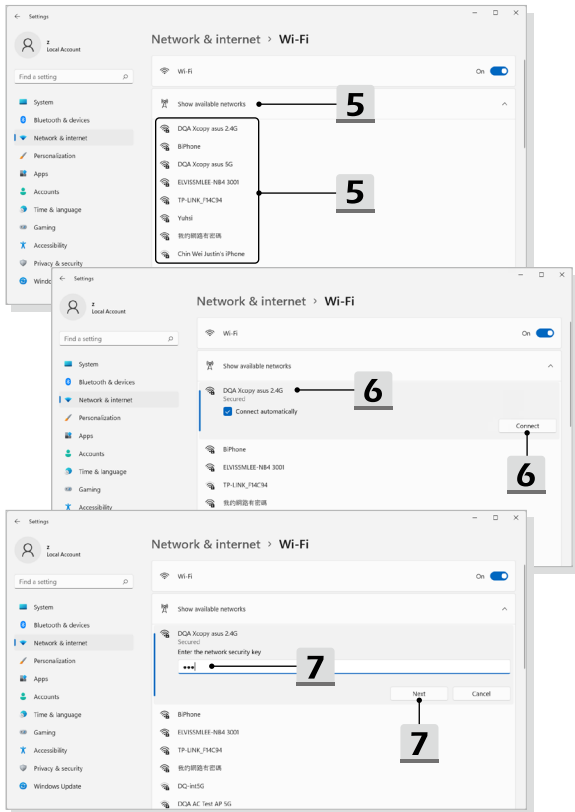 Settings
z
Local Account
Find a setting
System
Bluetooth & devices
Network & internet
Personalization
Apps
Accounts
Time & language
Gaming
Accessibility
Privacy & security
Windo
Network & internet > Wi-Fi
Wi-Fi
On
Show available networks
5
DQA Xcopy asus 2.4G
BiPhone
DQA Xcopy asus 5G
ELVISSMLEE-NB4 3001
TP-LINK_F14C94
Yuhsi
我的網路有密碼
Chin Wei Justin's iPhone
5
Settings
z
Local Account
Find a setting
System
Bluetooth & devices
Network & internet
Personalization
Apps
Accounts
Time & language
Gaming
Accessibility
Network & internet > Wi-Fi
Wi-Fi
On
Show available networks
DQA Xcopy asus 2.4G
6
Secured
Connect automatically
Connect
6
BiPhone
ELVISSMLEE-NB4 3001
TP-LINK_F14C94
我的網路有密碼
Settings
z
Local Account
Find a setting
System
Bluetooth & devices
Network & internet
Personalization
Apps
Accounts
Time & language
Gaming
Accessibility
Privacy & security
Windows Update
Network & internet > Wi-Fi
Wi-Fi
On
Show available networks
DQA Xcopy asus 2.4G
Secured
Enter the network security key
•••
7
Next
Cancel
7
BiPhone
ELVISSMLEE-NB4 3001
TP-LINK_F14C94
我的網路有密碼
DQ-int5G
DQA AC Test AP 5G